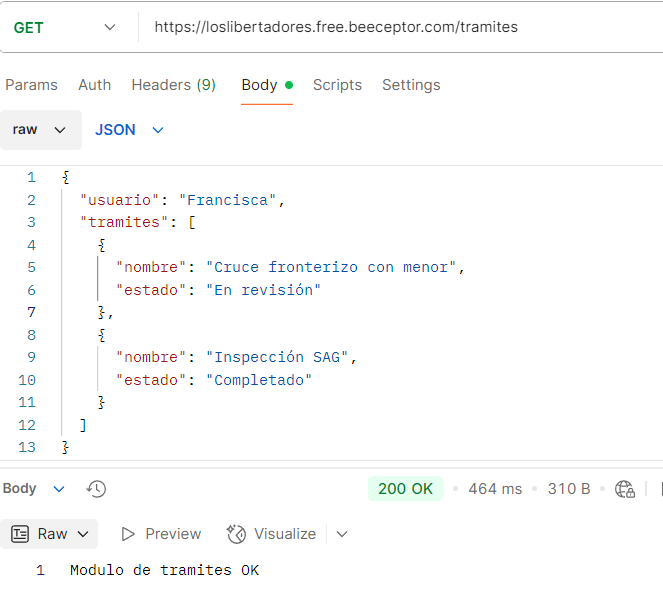 GET https://loslibertadores.free.beeceptor.com/tramites
Params Auth Headers (9) Body Scripts Settings
raw JSON
1 {
2 "usuario": "Francisca",
3 "tramites": [
4 {
5 "nombre": "Cruce fronterizo con menor",
6 "estado": "En revisión"
7 },
8 {
9 "nombre": "Inspección SAG",
10 "estado": "Completado"
11 }
12 ]
13 }
Body 200 OK 464 ms 310 B
Raw Preview Visualize
1 Modulo de tramites OK